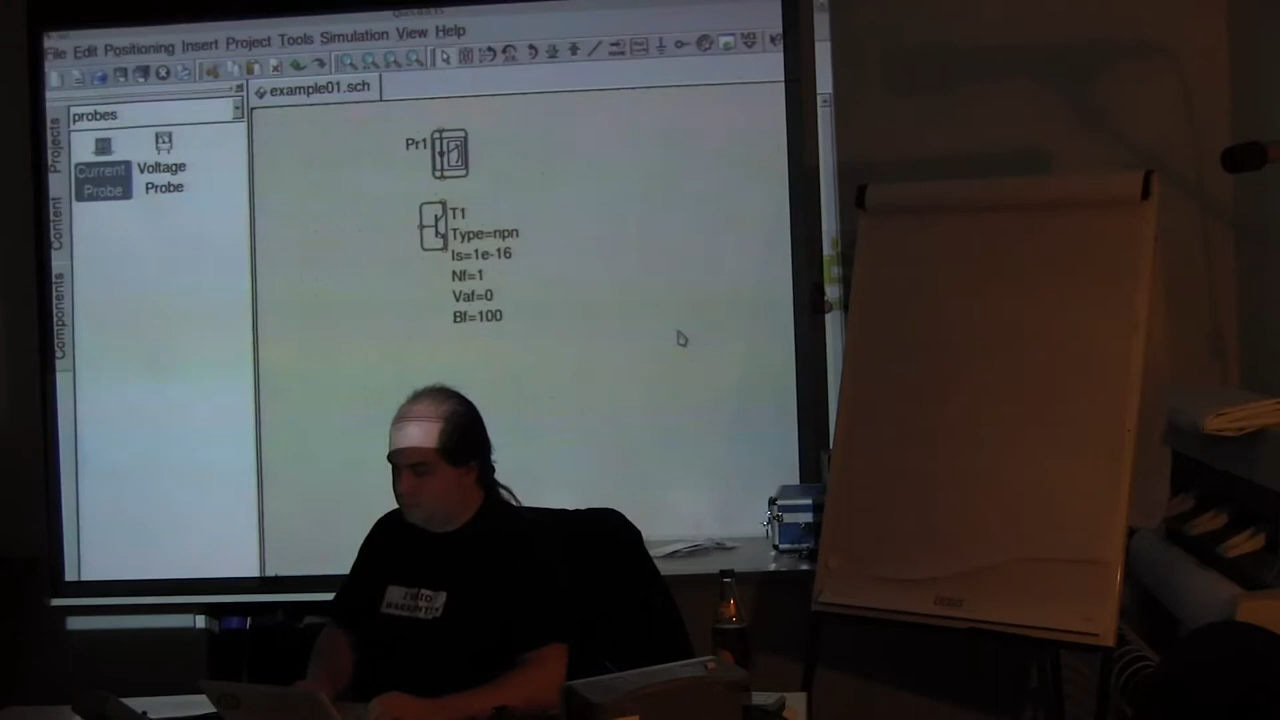 File Edit Positioning Insert Project Tools Simulation View Help
example01.sch
probes
Projects
Content
Components
Current
Probe
Voltage
Probe
Pr1
T1
Type=npn
Is=1e-16
Nf=1
Vaf=0
Bf=100